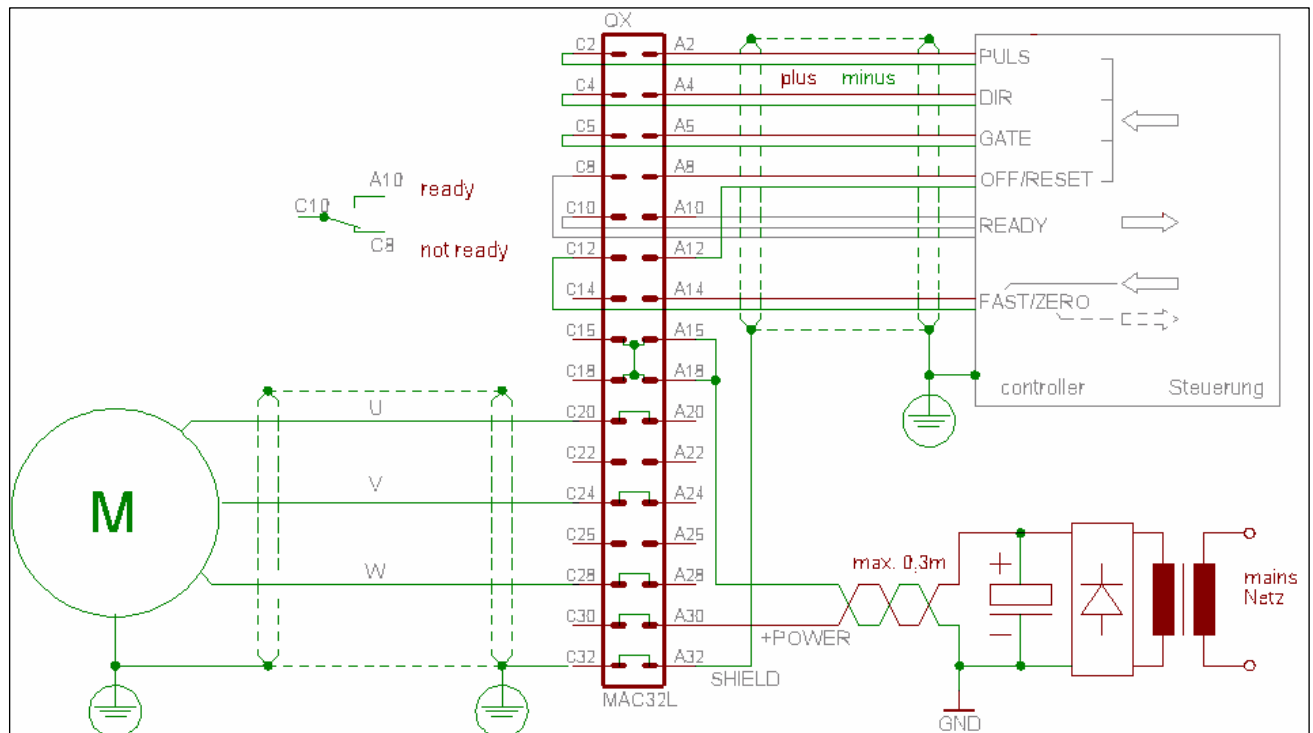 QX
C2 A2
C4 A4
C5 A5
C8 A8
C10 A10
C12 A12
C14 A14
C15 A15
C18 A18
C20 A20
C22 A22
C24 A24
C25 A25
C28 A28
C30 A30
C32 A32
MAC32L
plus minus
PULS
DIR
GATE
OFF/RESET
READY
FAST/ZERO
controller Steuerung
A10 ready
C10
C8 not ready
M
U
V
W
max. 0,3m
+POWER
SHIELD
+
−
GND
mains
Netz